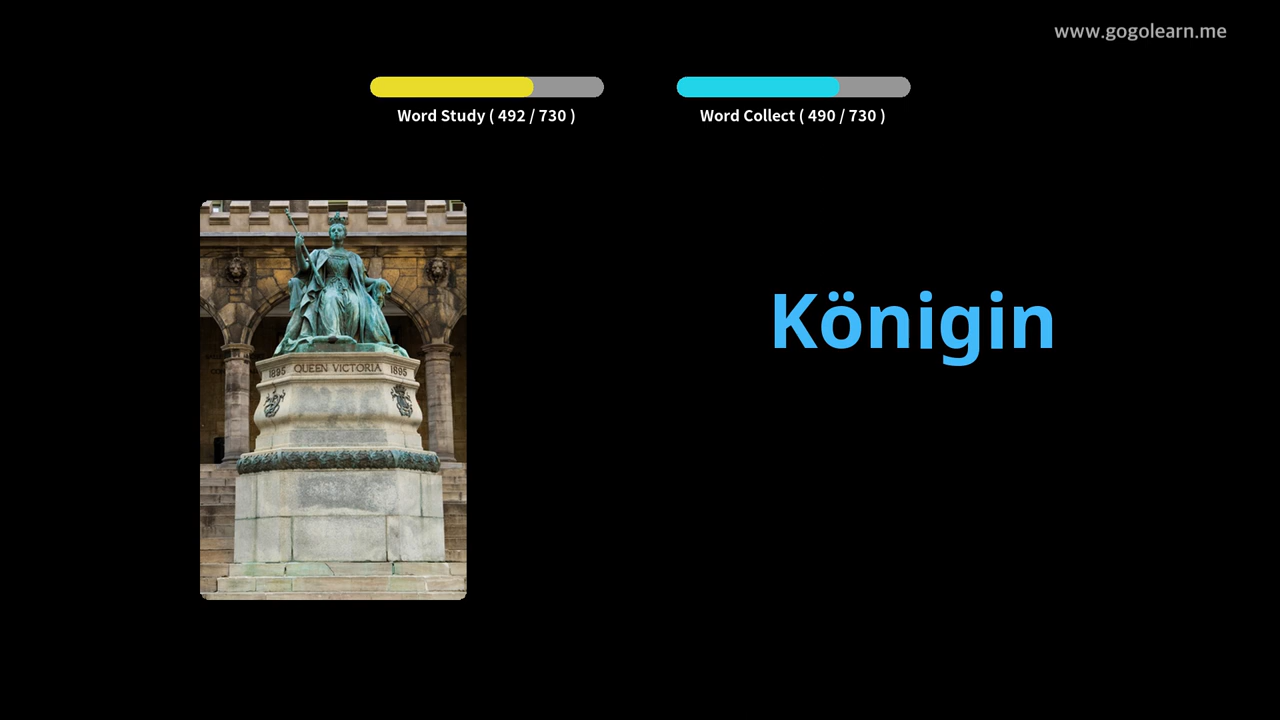 www.gogolearn.me
Word Study ( 492 / 730 )
Word Collect ( 490 / 730 )
Königin
1895 QUEEN VICTORIA 1895